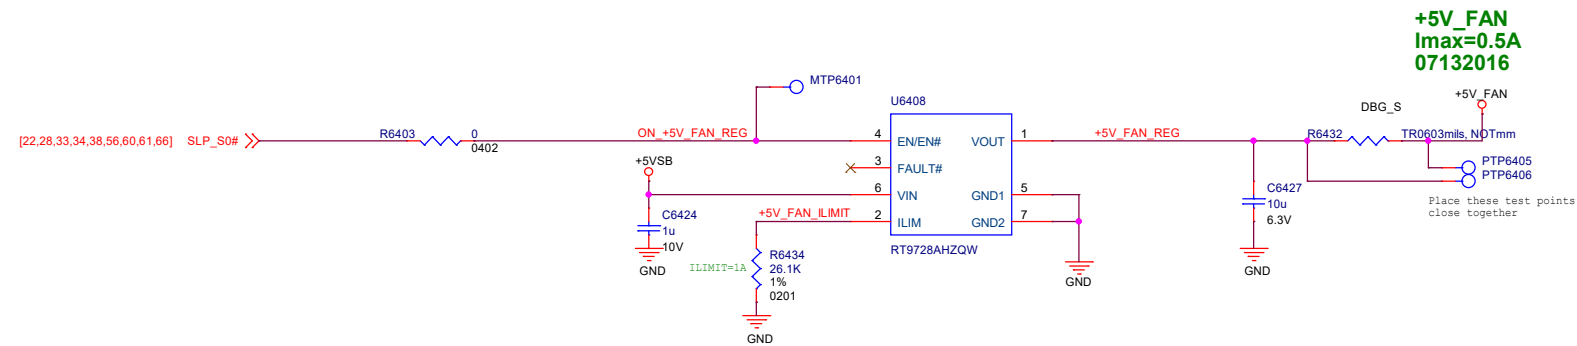 +5V_FAN
Imax=0.5A
07132016
MTP6401
+5V_FAN
U6408
DBG_S
[22,28,33,34,38,56,60,61,66] SLP_S0#
R6403
0
0402
ON_+5V_FAN_REG
4
EN/EN#
VOUT
1
+5V_FAN_REG
R6432
TR0603mils, NOTmm
+5VSB
3
FAULT#
PTP6405
PTP6406
6
VIN
GND1
5
C6427
10u
6.3V
Place these test points
close together
C6424
1u
10V
+5V_FAN_ILIMIT
2
ILIM
GND2
7
RT9728AHZQW
ILIMIT=1A
R6434
26.1K
1%
0201
GND
GND
GND
GND